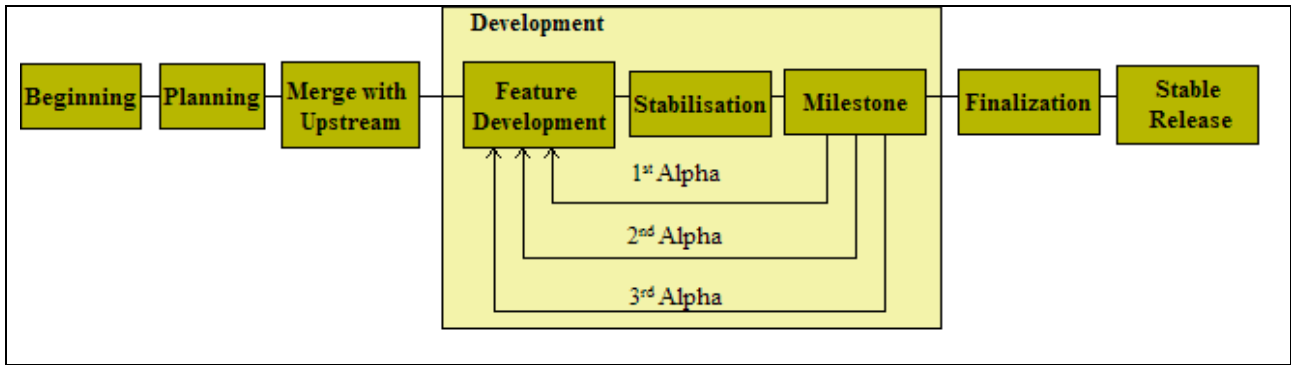 Development
Beginning
Planning
Merge with
Upstream
Feature
Development
Stabilisation
Milestone
Finalization
Stable
Release
1st Alpha
2nd Alpha
3rd Alpha